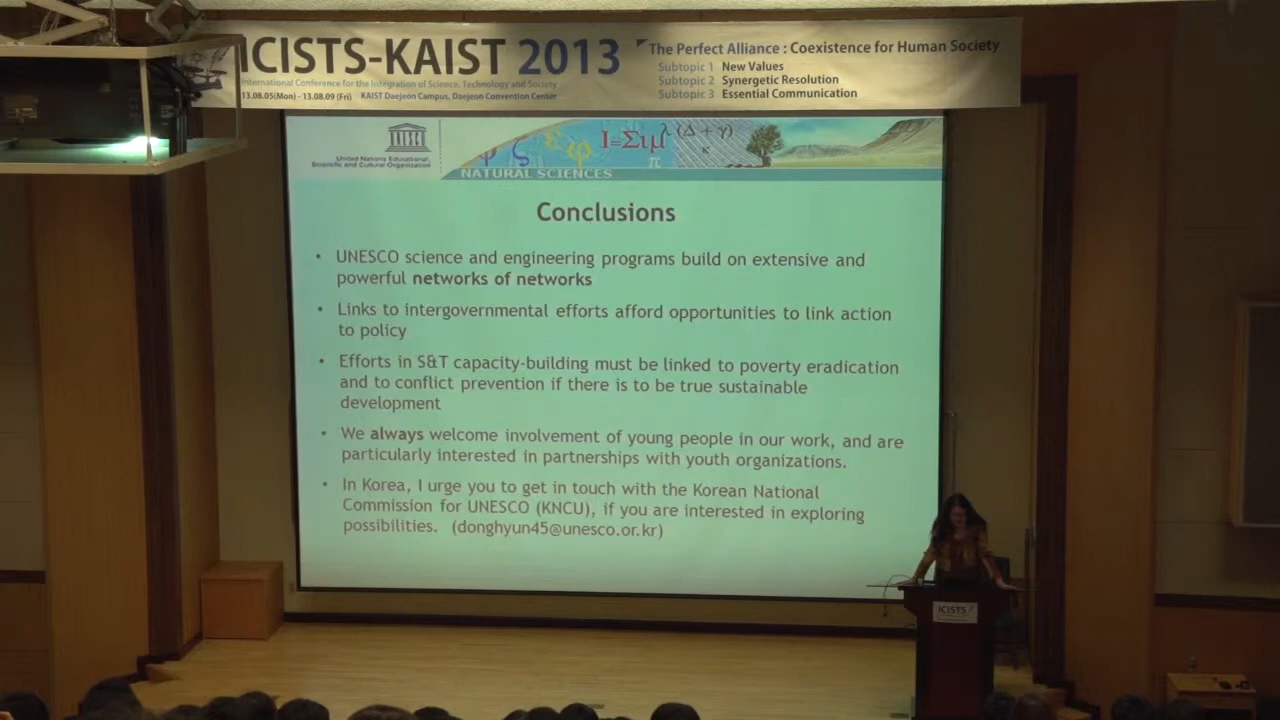 ICISTS-KAIST 2013
The Perfect Alliance : Coexistence for Human Society
International Conference for the Integration of Science, Technology and Society
Subtopic 1 New Values
Subtopic 2 Synergetic Resolution
13.08.05(Mon) - 13.08.09 (Fri) KAIST Daejeon Campus, Daejeon Convention Center
Subtopic 3 Essential Communication
UNESCO
United Nations Educational,
Scientific and Cultural Organization
NATURAL SCIENCES
Conclusions
• UNESCO science and engineering programs build on extensive and
powerful networks of networks
• Links to intergovernmental efforts afford opportunities to link action
to policy
• Efforts in S&T capacity-building must be linked to poverty eradication
and to conflict prevention if there is to be true sustainable
development
• We always welcome involvement of young people in our work, and are
particularly interested in partnerships with youth organizations.
• In Korea, I urge you to get in touch with the Korean National
Commission for UNESCO (KNCU), if you are interested in exploring
possibilities. (donghyun45@unesco.or.kr)
ICISTS